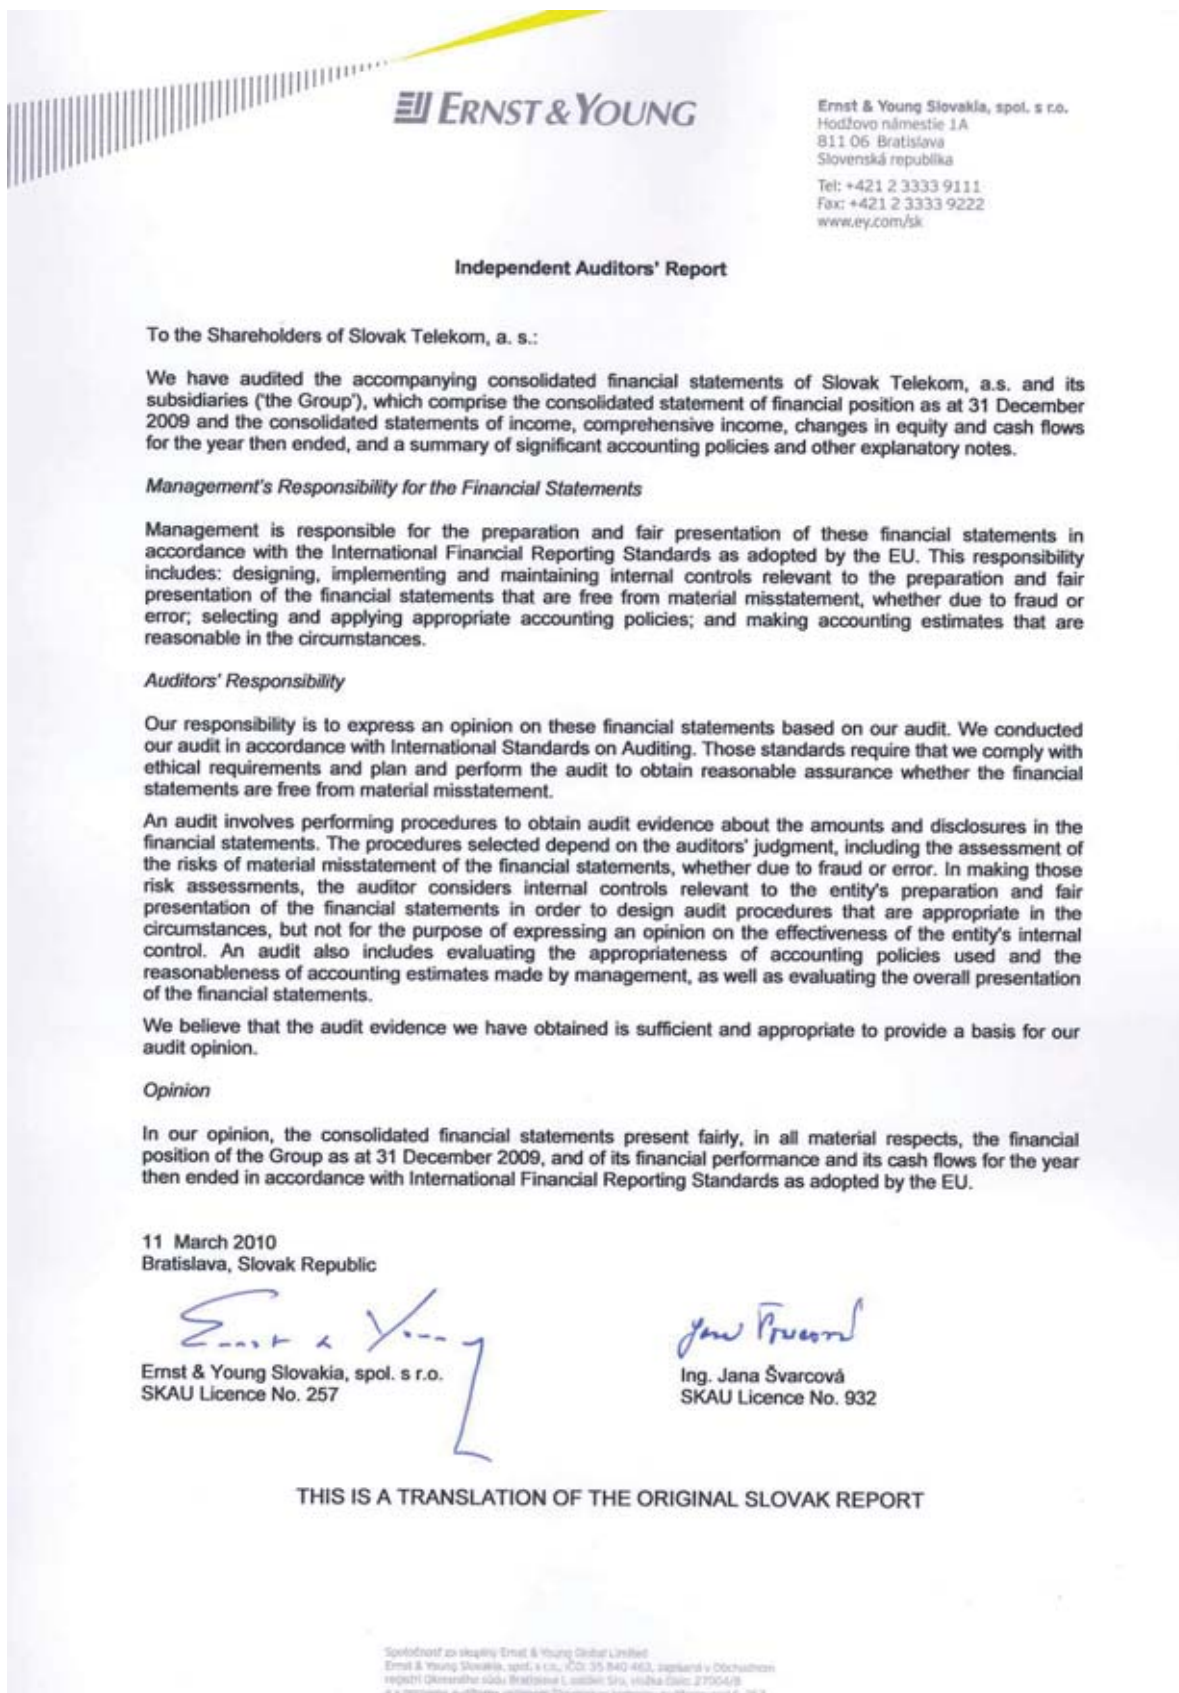 ERNST & YOUNG
Ernst & Young Slovakia, spol. s r.o.
Hodžovo námestie 1A
811 06 Bratislava
Slovenská republika
Tel: +421 2 3333 9111
Fax: +421 2 3333 9222
www.ey.com/sk
Independent Auditors' Report
To the Shareholders of Slovak Telekom, a. s.:
We have audited the accompanying consolidated financial statements of Slovak Telekom, a.s. and its
subsidiaries ('the Group'), which comprise the consolidated statement of financial position as at 31 December
2009 and the consolidated statements of income, comprehensive income, changes in equity and cash flows
for the year then ended, and a summary of significant accounting policies and other explanatory notes.
Management's Responsibility for the Financial Statements
Management is responsible for the preparation and fair presentation of these financial statements in
accordance with the International Financial Reporting Standards as adopted by the EU. This responsibility
includes: designing, implementing and maintaining internal controls relevant to the preparation and fair
presentation of the financial statements that are free from material misstatement, whether due to fraud or
error; selecting and applying appropriate accounting policies; and making accounting estimates that are
reasonable in the circumstances.
Auditors' Responsibility
Our responsibility is to express an opinion on these financial statements based on our audit. We conducted
our audit in accordance with International Standards on Auditing. Those standards require that we comply with
ethical requirements and plan and perform the audit to obtain reasonable assurance whether the financial
statements are free from material misstatement.
An audit involves performing procedures to obtain audit evidence about the amounts and disclosures in the
financial statements. The procedures selected depend on the auditors' judgment, including the assessment of
the risks of material misstatement of the financial statements, whether due to fraud or error. In making those
risk assessments, the auditor considers internal controls relevant to the entity's preparation and fair
presentation of the financial statements in order to design audit procedures that are appropriate in the
circumstances, but not for the purpose of expressing an opinion on the effectiveness of the entity's internal
control. An audit also includes evaluating the appropriateness of accounting policies used and the
reasonableness of accounting estimates made by management, as well as evaluating the overall presentation
of the financial statements.
We believe that the audit evidence we have obtained is sufficient and appropriate to provide a basis for our
audit opinion.
Opinion
In our opinion, the consolidated financial statements present fairly, in all material respects, the financial
position of the Group as at 31 December 2009, and of its financial performance and its cash flows for the year
then ended in accordance with International Financial Reporting Standards as adopted by the EU.
11 March 2010
Bratislava, Slovak Republic
Ernst & Young
Ernst & Young Slovakia, spol. s r.o.
SKAU Licence No. 257
Ing. Jana Švarcová
SKAU Licence No. 932
THIS IS A TRANSLATION OF THE ORIGINAL SLOVAK REPORT
Spoločnosť zo skupiny Ernst & Young Global Limited
Ernst & Young Slovakia, spol. s r.o., IČO: 35 840 463, zapísaná v Obchodnom